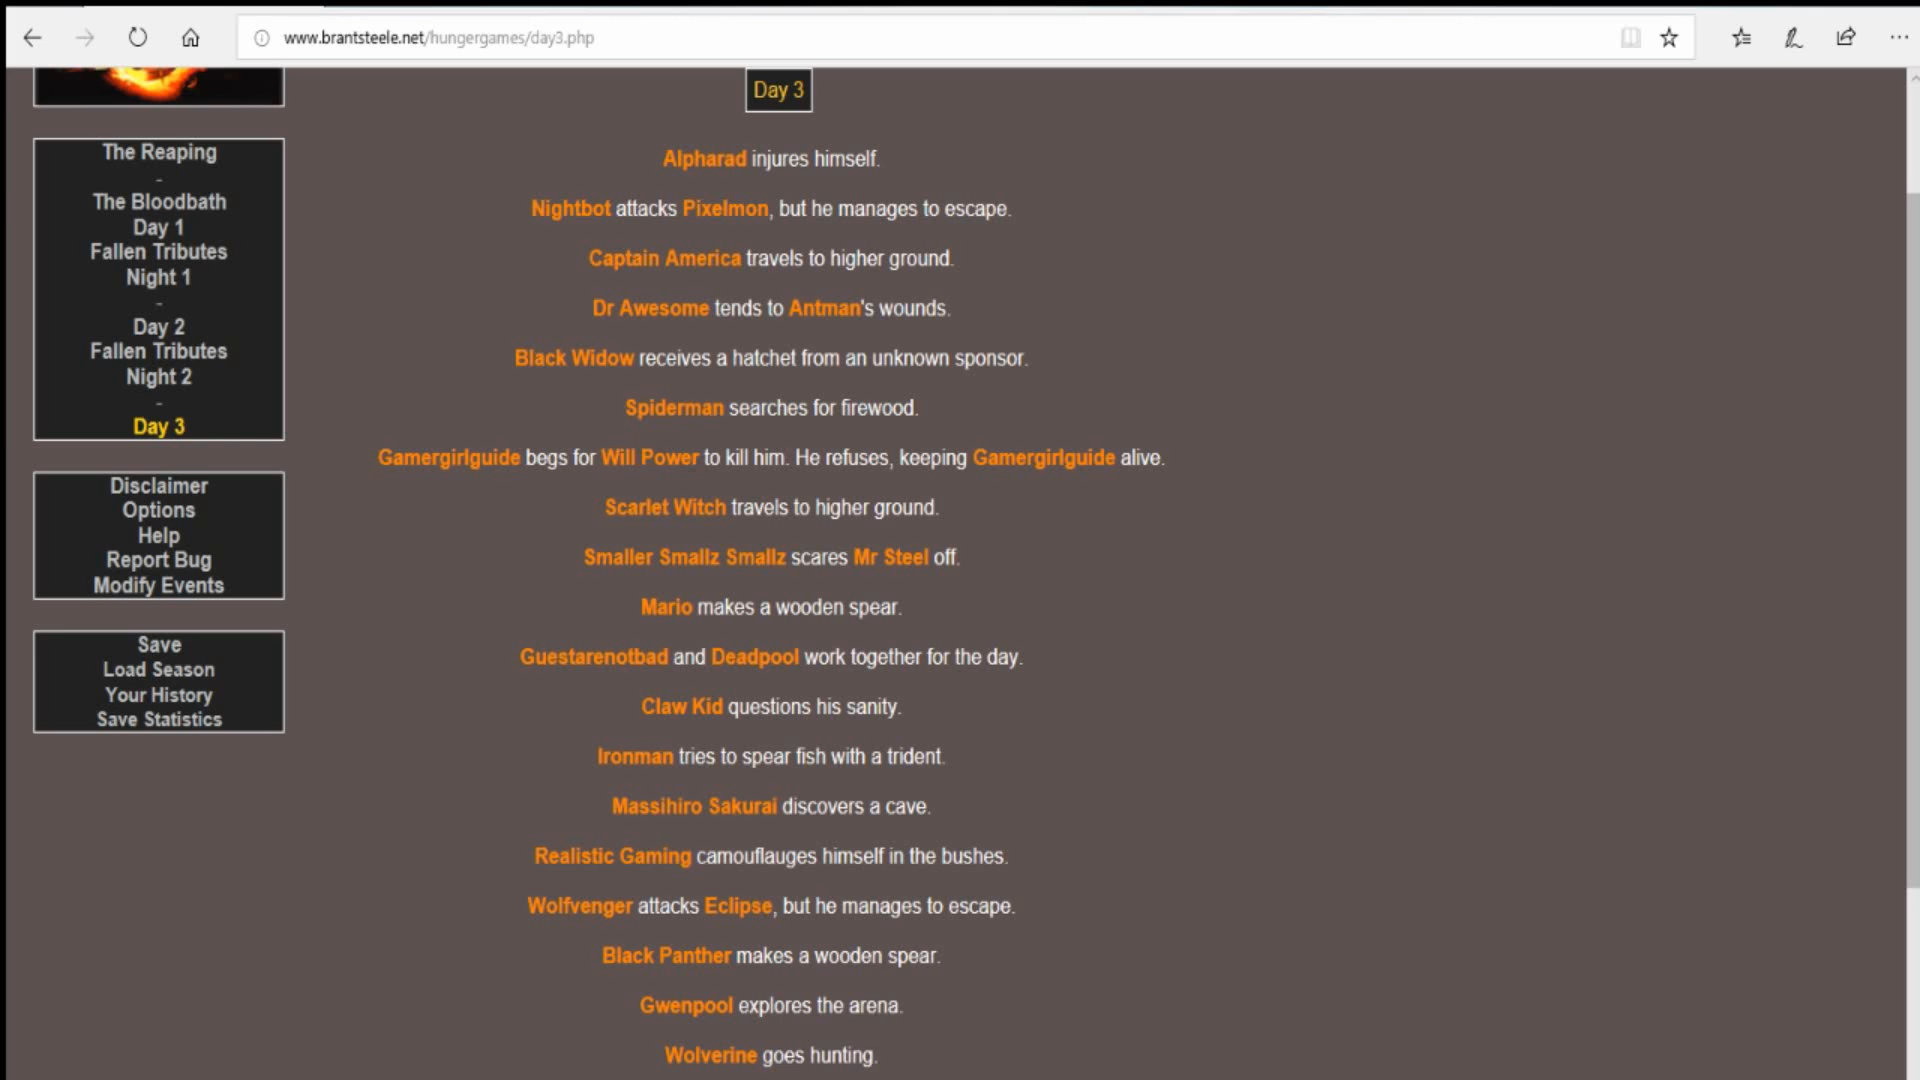 www.brantsteele.net/hungergames/day3.php
Day 3
The Reaping
-
The Bloodbath
Day 1
Fallen Tributes
Night 1
-
Day 2
Fallen Tributes
Night 2
-
Day 3
Disclaimer
Options
Help
Report Bug
Modify Events
Save
Load Season
Your History
Save Statistics
Alpharad injures himself.
Nightbot attacks Pixelmon, but he manages to escape.
Captain America travels to higher ground.
Dr Awesome tends to Antman's wounds.
Black Widow receives a hatchet from an unknown sponsor.
Spiderman searches for firewood.
Gamergirlguide begs for Will Power to kill him. He refuses, keeping Gamergirlguide alive.
Scarlet Witch travels to higher ground.
Smaller Smallz Smallz scares Mr Steel off.
Mario makes a wooden spear.
Guestarenotbad and Deadpool work together for the day.
Claw Kid questions his sanity.
Ironman tries to spear fish with a trident.
Massihiro Sakurai discovers a cave.
Realistic Gaming camouflauges himself in the bushes.
Wolfvenger attacks Eclipse, but he manages to escape.
Black Panther makes a wooden spear.
Gwenpool explores the arena.
Wolverine goes hunting.